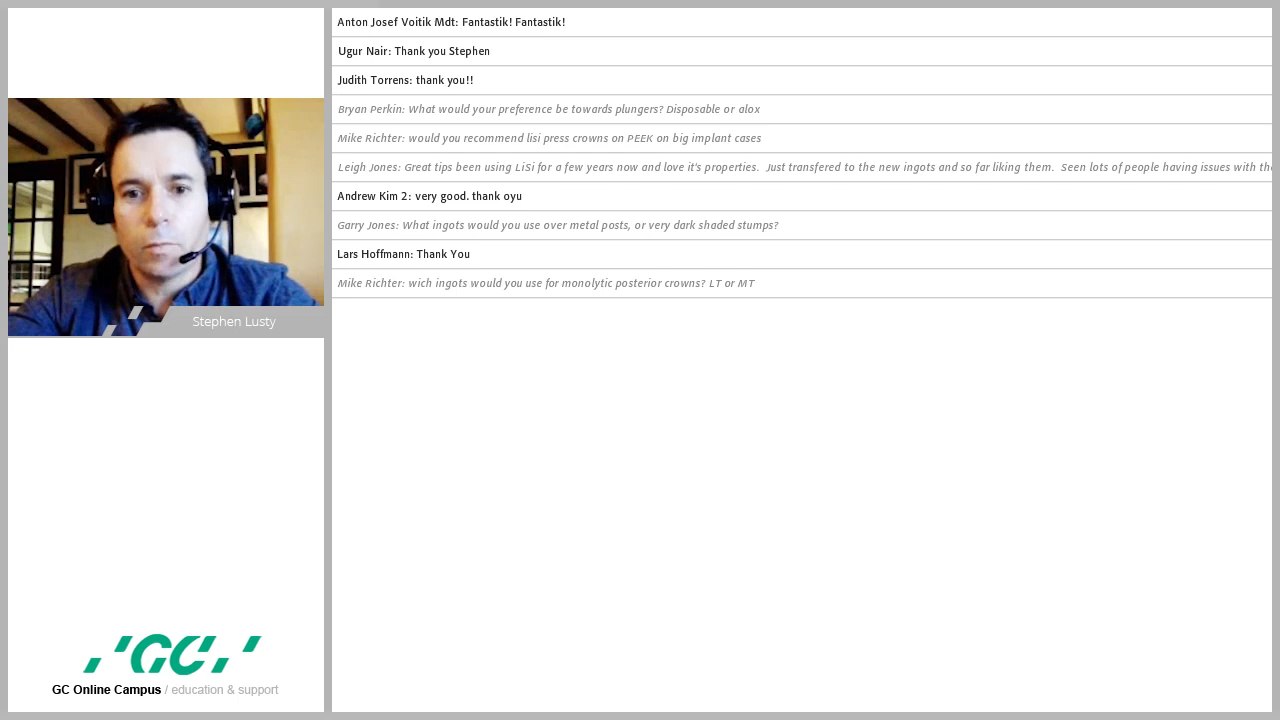 Anton Josef Voitik Mdt: Fantastik! Fantastik!
Ugur Nair: Thank you Stephen
Judith Torrens: thank you!!
Bryan Perkin: What would your preference be towards plungers? Disposable or alox
Mike Richter: would you recommend lisi press crowns on PEEK on big implant cases
Leigh Jones: Great tips been using LiSi for a few years now and love it's properties. Just transfered to the new ingots and so far liking them. Seen lots of people having issues with
Andrew Kim 2: very good. thank oyu
Garry Jones: What ingots would you use over metal posts, or very dark shaded stumps?
Lars Hoffmann: Thank You
Mike Richter: wich ingots would you use for monolytic posterior crowns? LT or MT
Stephen Lusty
GC
GC Online Campus / education & support